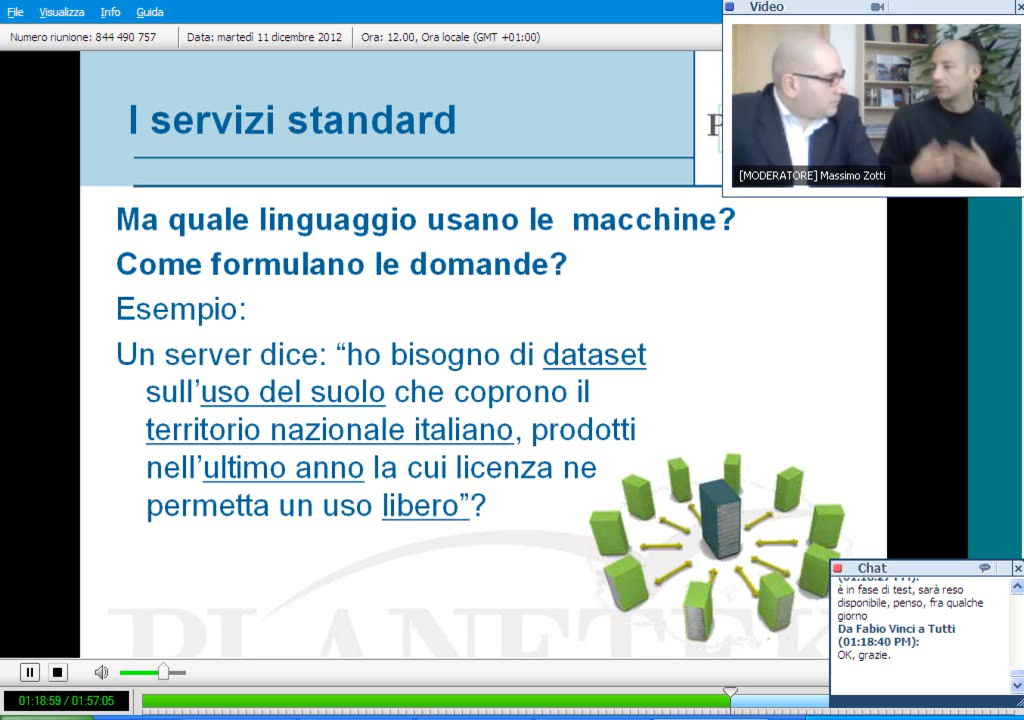 File Visualizza Info Guida
Numero riunione: 844 490 757 Data: martedì 11 dicembre 2012 Ora: 12.00, Ora locale (GMT +01:00)
Video
[MODERATORE] Massimo Zotti
I servizi standard
P
Ma quale linguaggio usano le macchine?
Come formulano le domande?
Esempio:
Un server dice: “ho bisogno di dataset
sull’uso del suolo che coprono il
territorio nazionale italiano, prodotti
nell’ultimo anno la cui licenza ne
permetta un uso libero”?
PLANETEK
Chat
è in fase di test, sarà reso
disponibile, penso, fra qualche
giorno
Da Fabio Vinci a Tutti
(01:18:40 PM):
OK, grazie.
01:18:59 / 01:57:05